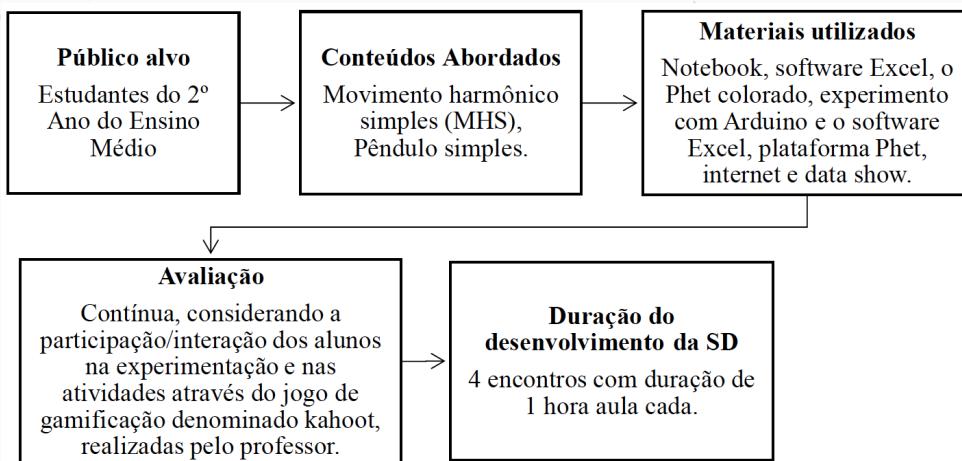 Público alvo
Estudantes do 2º
Ano do Ensino
Médio
Conteúdos Abordados
Movimento harmônico
simples (MHS),
Pêndulo simples.
Materiais utilizados
Notebook, software Excel, o
Phet colorado, experimento
com Arduino e o software
Excel, plataforma Phet,
internet e data show.
Avaliação
Contínua, considerando a
participação/interação dos alunos
na experimentação e nas
atividades através do jogo de
gamificação denominado kahoot,
realizadas pelo professor.
Duração do
desenvolvimento da SD
4 encontros com duração de
1 hora aula cada.